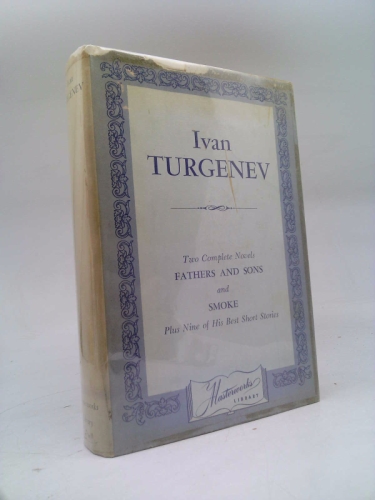 Ivan
TURGENEV
Two Complete Novels
FATHERS AND SONS
and
SMOKE
Plus Nine of His Best Short Stories
Masterworks
LIBRARY